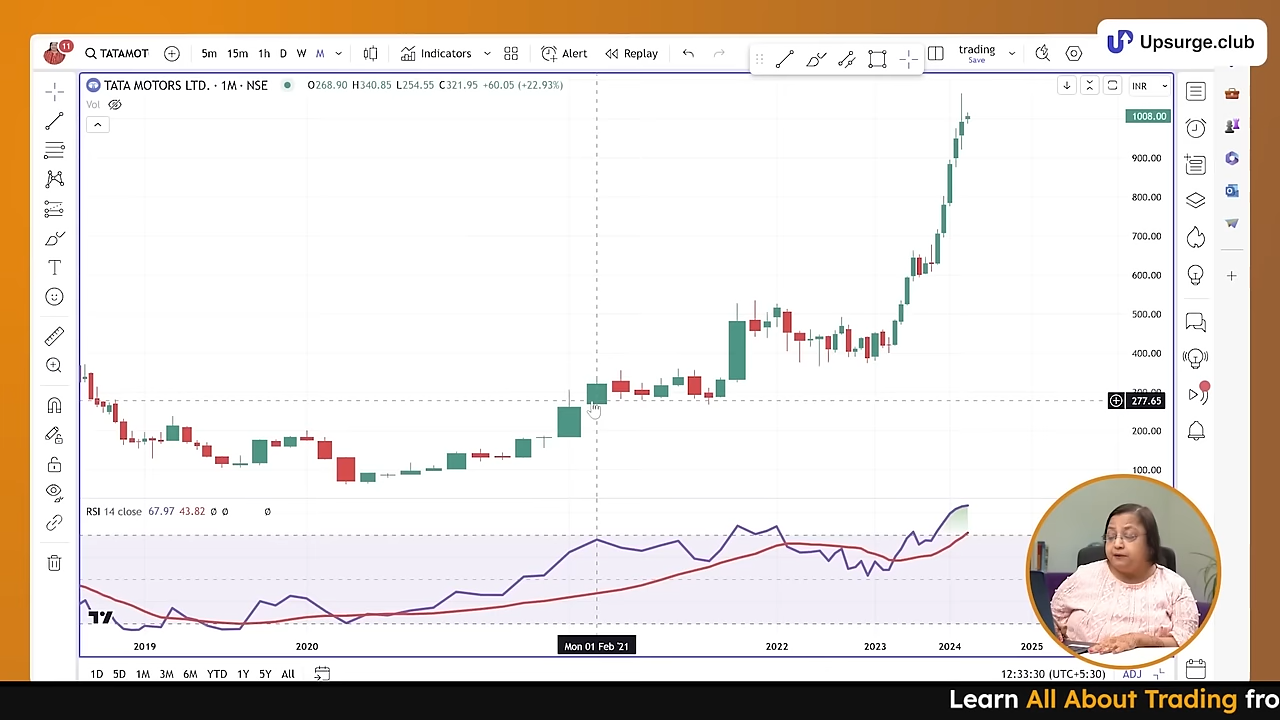 Upsurge.club
11
TATAMOT
5m 15m 1h D W M
Indicators
Alert
Replay
trading
Save
TATA MOTORS LTD. · 1M · NSE
O268.90 H340.85 L254.55 C321.95 +60.05 (+22.93%)
INR
Vol
1008.00
900.00
800.00
700.00
600.00
500.00
400.00
300.00
277.65
200.00
100.00
RSI 14 close 67.97 43.82 Ø Ø Ø
2019
2020
Mon 01 Feb '21
2022
2023
2024
2025
1D 5D 1M 3M 6M YTD 1Y 5Y All
12:33:30 (UTC+5:30)
ADJ
Learn All About Trading fro